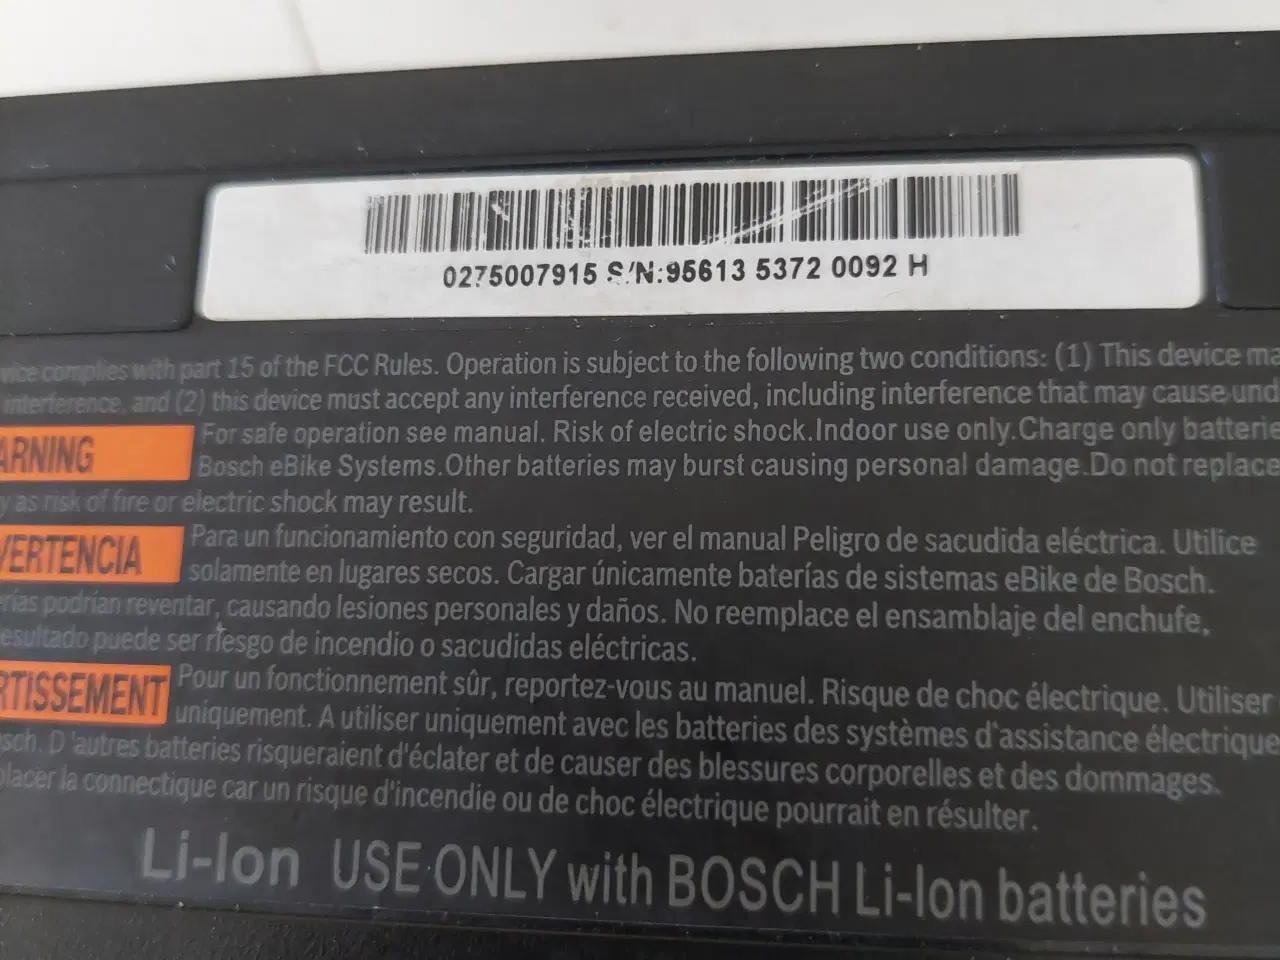 0275007915 S/N:95613 5372 0092 H
vice complies with part 15 of the FCC Rules. Operation is subject to the following two conditions: (1) This device ma
interference, and (2) this device must accept any interference received, including interference that may cause und
ARNING For safe operation see manual. Risk of electric shock.Indoor use only.Charge only batterie
Bosch eBike Systems.Other batteries may burst causing personal damage.Do not replace
y as risk of fire or electric shock may result.
VERTENCIA Para un funcionamiento con seguridad, ver el manual Peligro de sacudida eléctrica. Utilice
solamente en lugares secos. Cargar únicamente baterías de sistemas eBike de Bosch.
rías podrían reventar, causando lesiones personales y daños. No reemplace el ensamblaje del enchufe,
esultado puede ser riesgo de incendio o sacudidas eléctricas.
RTISSEMENT Pour un fonctionnement sûr, reportez-vous au manuel. Risque de choc électrique. Utiliser
uniquement. A utiliser uniquement avec les batteries des systèmes d'assistance électrique
sch. D'autres batteries risqueraient d'éclater et de causer des blessures corporelles et des dommages.
placer la connectique car un risque d'incendie ou de choc électrique pourrait en résulter.
Li-Ion USE ONLY with BOSCH Li-Ion batteries